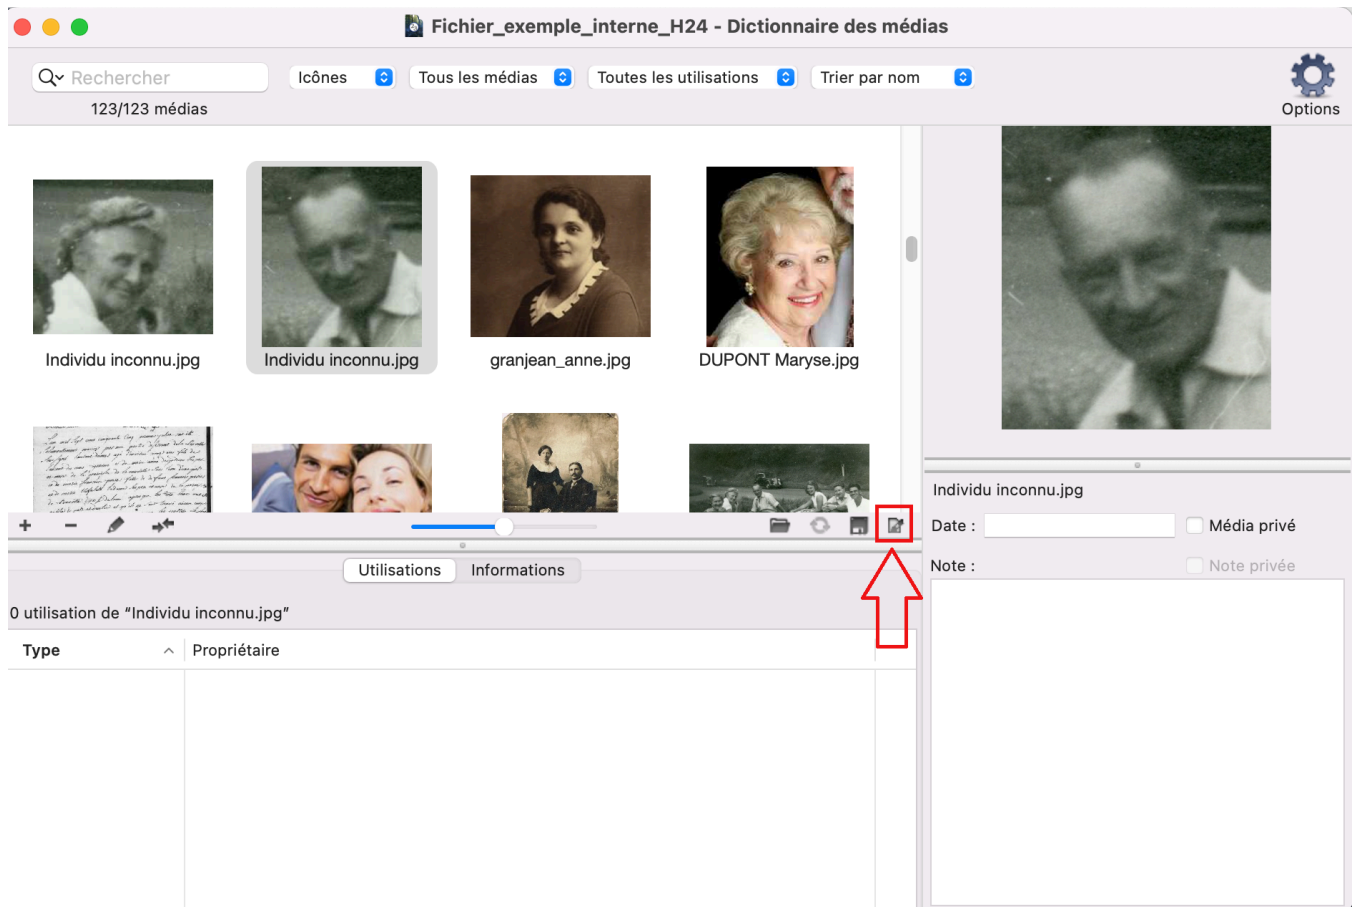 Fichier_exemple_interne_H24 - Dictionnaire des médias
Rechercher
Icônes
Tous les médias
Toutes les utilisations
Trier par nom
123/123 médias
Options
Individu inconnu.jpg
Individu inconnu.jpg
granjean_anne.jpg
DUPONT Maryse.jpg
Individu inconnu.jpg
Date :
Média privé
Note :
Note privée
Utilisations
Informations
0 utilisation de “Individu inconnu.jpg”
Type
Propriétaire